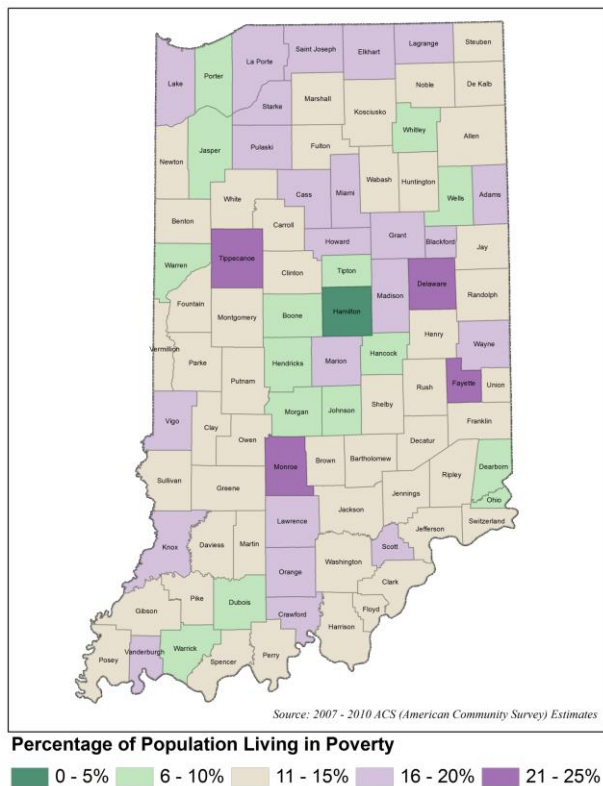 Steuben
Lagrange
Saint Joseph
Elkhart
La Porte
Porter
Lake
De Kalb
Noble
Starke
Marshall
Kosciusko
Whitley
Allen
Jasper
Pulaski
Fulton
Newton
Wabash
Huntington
Wells
Adams
Miami
Cass
White
Benton
Carroll
Grant
Blackford
Howard
Jay
Tippecanoe
Warren
Tipton
Clinton
Delaware
Madison
Randolph
Fountain
Boone
Hamilton
Montgomery
Henry
Wayne
Vermillion
Hendricks
Marion
Hancock
Parke
Putnam
Fayette
Union
Rush
Shelby
Morgan
Johnson
Franklin
Vigo
Clay
Owen
Decatur
Dearborn
Monroe
Brown
Bartholomew
Ripley
Sullivan
Greene
Jennings
Ohio
Jackson
Switzerland
Lawrence
Jefferson
Knox
Daviess
Martin
Scott
Washington
Orange
Clark
Pike
Dubois
Gibson
Floyd
Crawford
Harrison
Warrick
Vanderburgh
Perry
Posey
Spencer
Source: 2007 - 2010 ACS (American Community Survey) Estimates
Percentage of Population Living in Poverty
0 - 5% 6 - 10% 11 - 15% 16 - 20% 21 - 25%